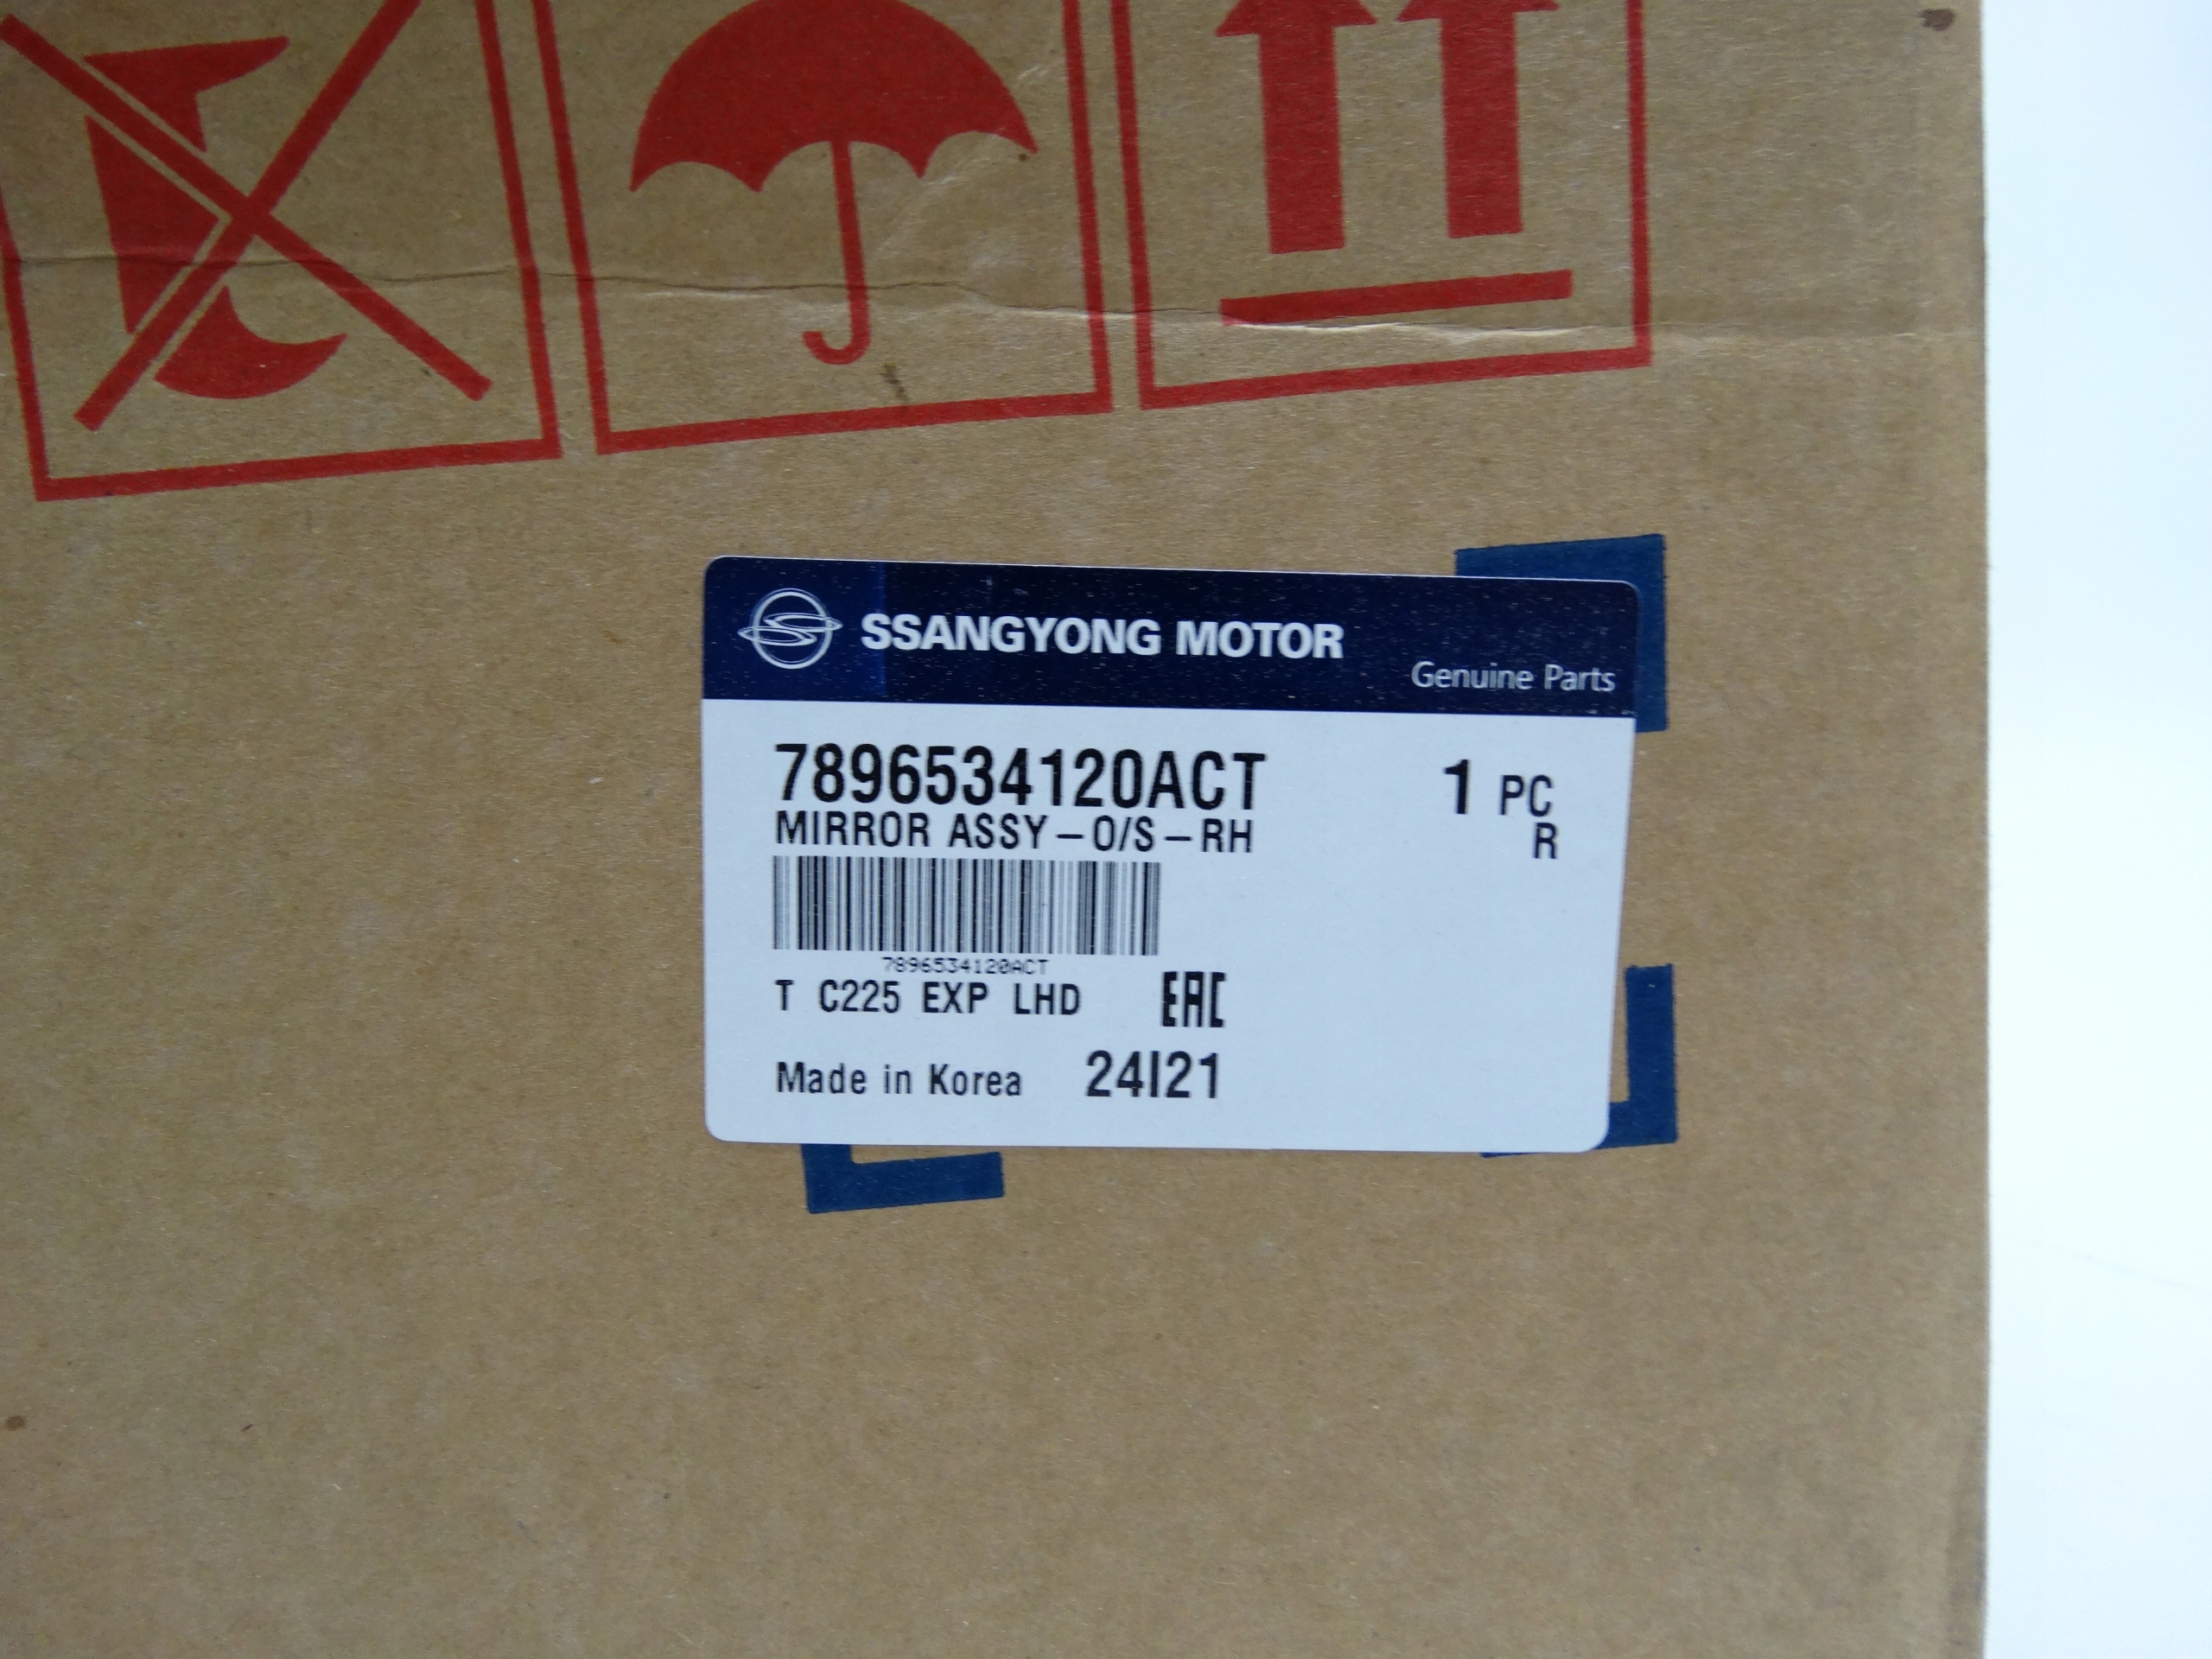 SSANGYONG MOTOR
Genuine Parts
7896534120ACT 1 PC
MIRROR ASSY-O/S-RH R
7896534120ACT
T C225 EXP LHD EAC
Made in Korea 24I21